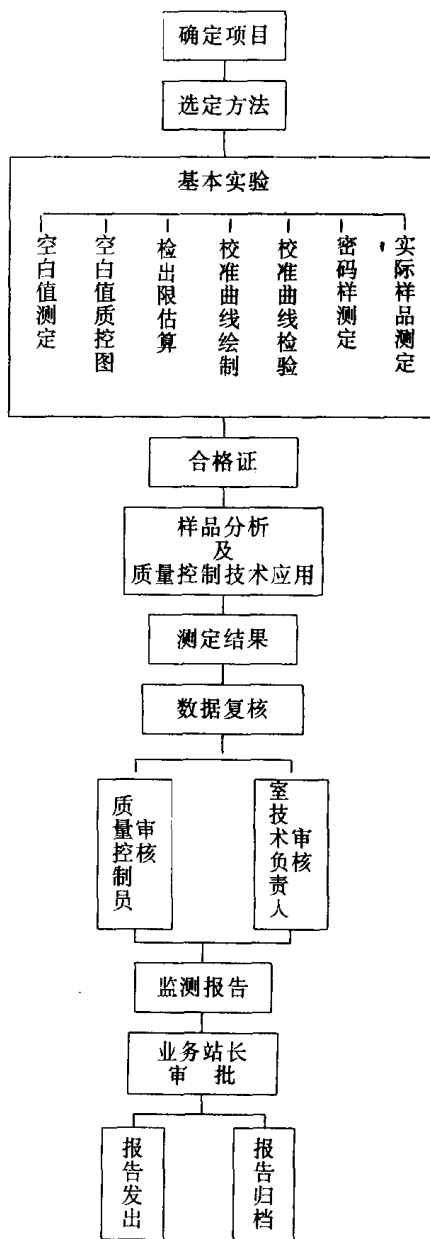 确定项目
选定方法
基本实验
空白值测定
空白值质控图
检出限估算
校准曲线绘制
校准曲线检验
密码样测定
实际样品测定
合格证
样品分析
及
质量控制技术应用
测定结果
数据复核
质量控制员
审核
室技术负责人
审核
监测报告
业务站长
审 批
报告发出
报告归档